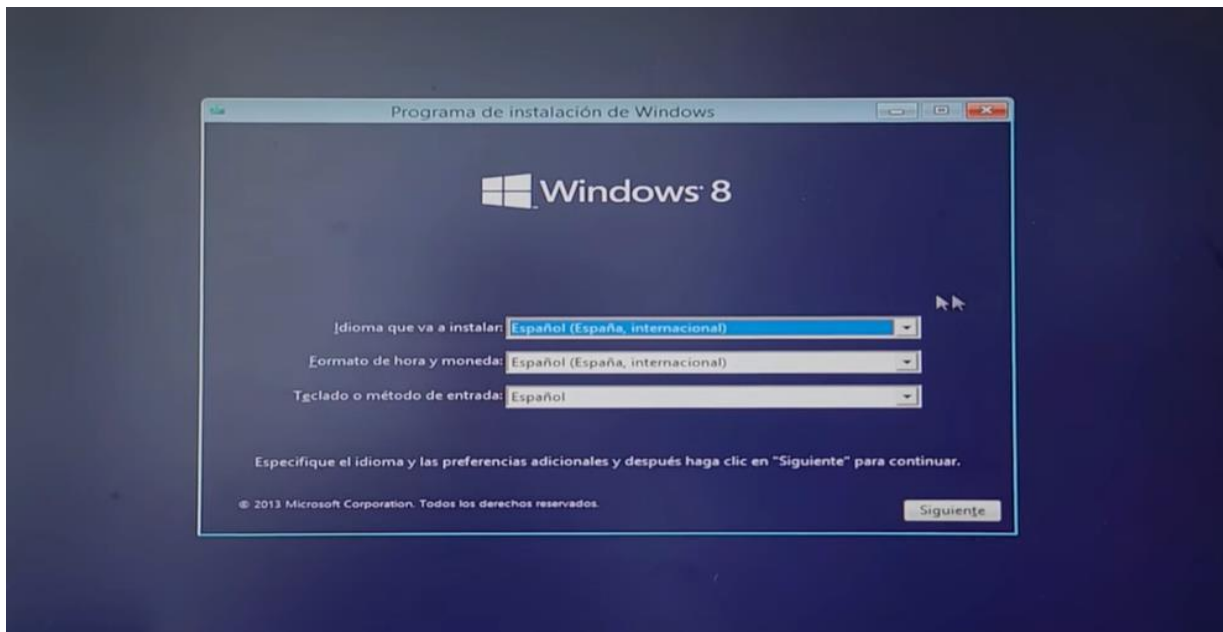 Programa de instalación de Windows
Windows 8
Idioma que va a instalar: Español (España, internacional)
Formato de hora y moneda: Español (España, internacional)
Teclado o método de entrada: Español
Especifique el idioma y las preferencias adicionales y después haga clic en "Siguiente" para continuar.
© 2013 Microsoft Corporation. Todos los derechos reservados.
Siguiente